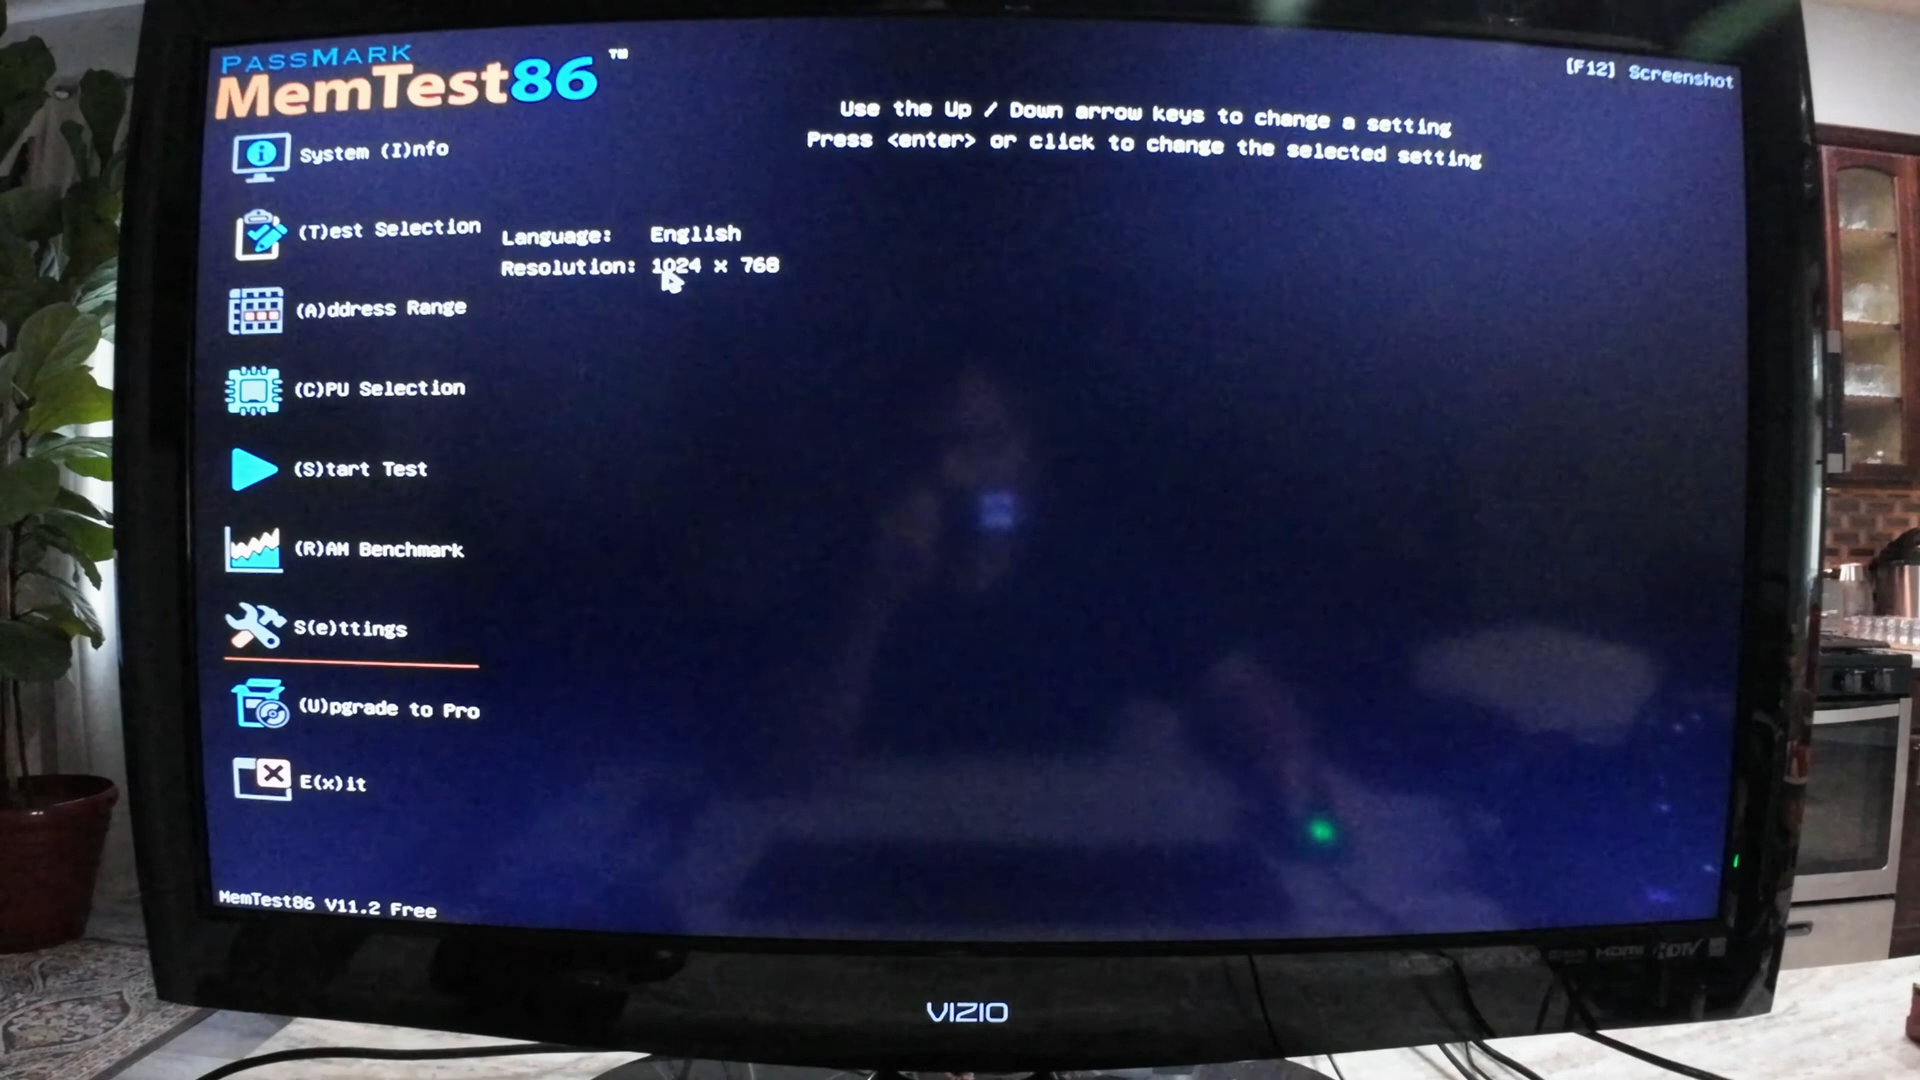 PASSMARK
MemTest86 ™
[F12] Screenshot
Use the Up / Down arrow keys to change a setting
Press <enter> or click to change the selected setting
System (I)nfo
(T)est Selection
Language: English
Resolution: 1024 x 768
(A)ddress Range
(C)PU Selection
(S)tart Test
(R)AM Benchmark
S(e)ttings
(U)pgrade to Pro
E(x)it
MemTest86 V11.2 Free
HDMI HDTV
VIZIO